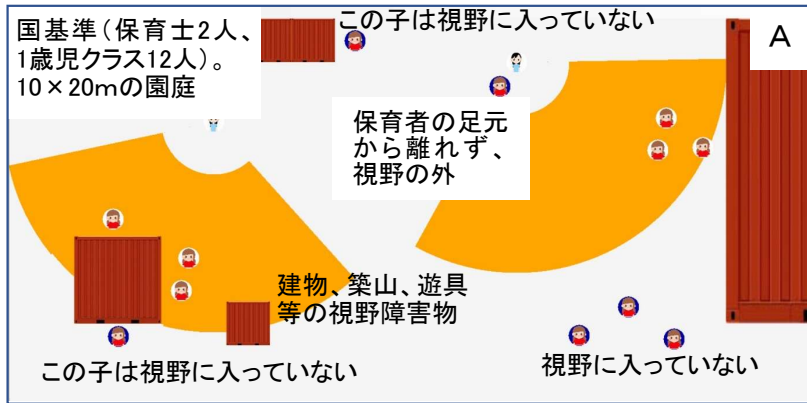 国基準（保育士2人、
1歳児クラス12人）。
10×20mの園庭
この子は視野に入っていない
A
保育者の足元
から離れず、
視野の外
建物、築山、遊具
等の視野障害物
この子は視野に入っていない
視野に入っていない